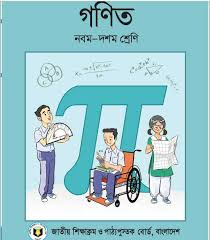 গণিত
নবম-দশম শ্রেণি
π
জাতীয় শিক্ষাক্রম ও পাঠ্যপুস্তক বোর্ড, বাংলাদেশ